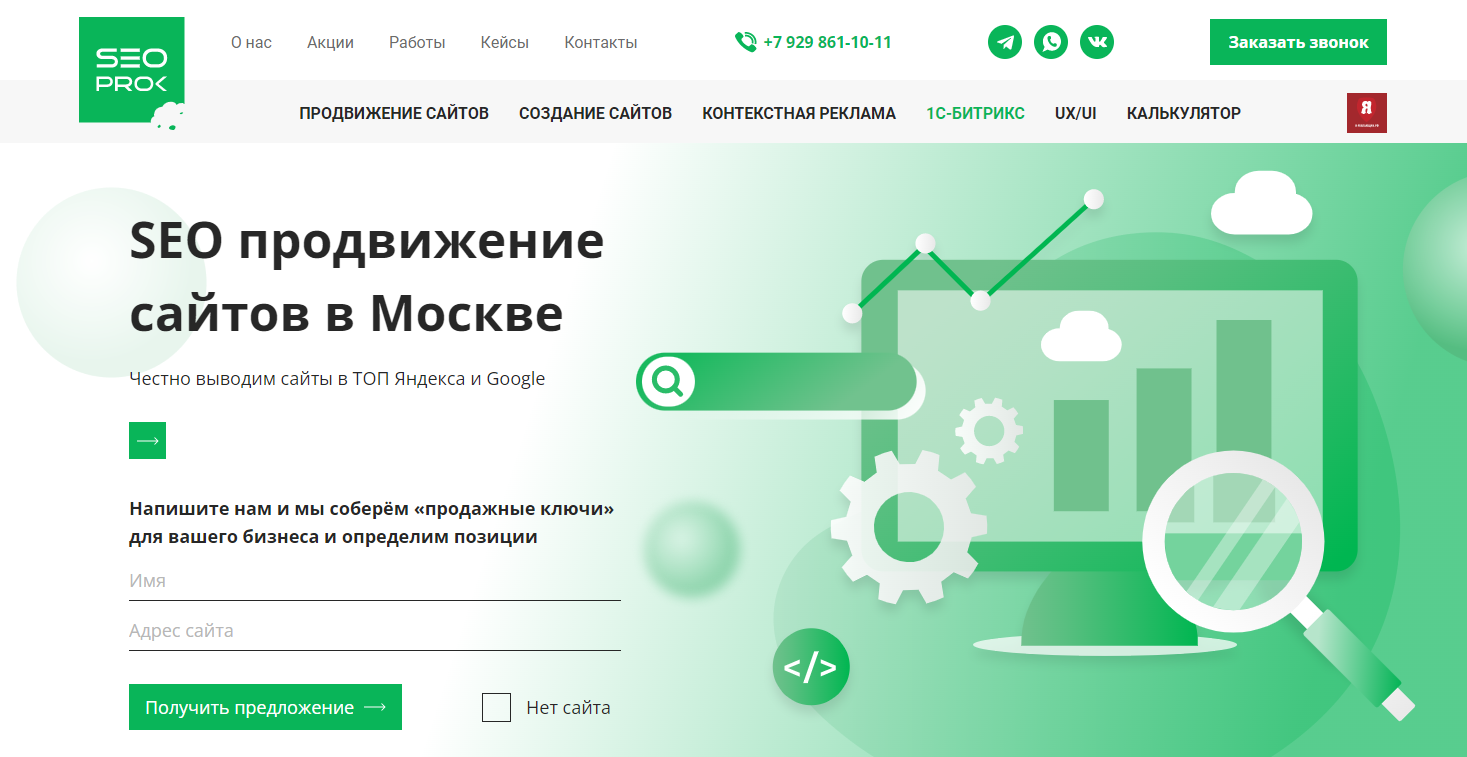 SEO
PROK
О нас Акции Работы Кейсы Контакты
+7 929 861-10-11
Заказать звонок
ПРОДВИЖЕНИЕ САЙТОВ СОЗДАНИЕ САЙТОВ КОНТЕКСТНАЯ РЕКЛАМА 1С-БИТРИКС UX/UI КАЛЬКУЛЯТОР
Я
SEO продвижение
сайтов в Москве
Честно выводим сайты в ТОП Яндекса и Google
Напишите нам и мы соберём «продажные ключи»
для вашего бизнеса и определим позиции
Имя
Адрес сайта
Получить предложение
Нет сайта
</>